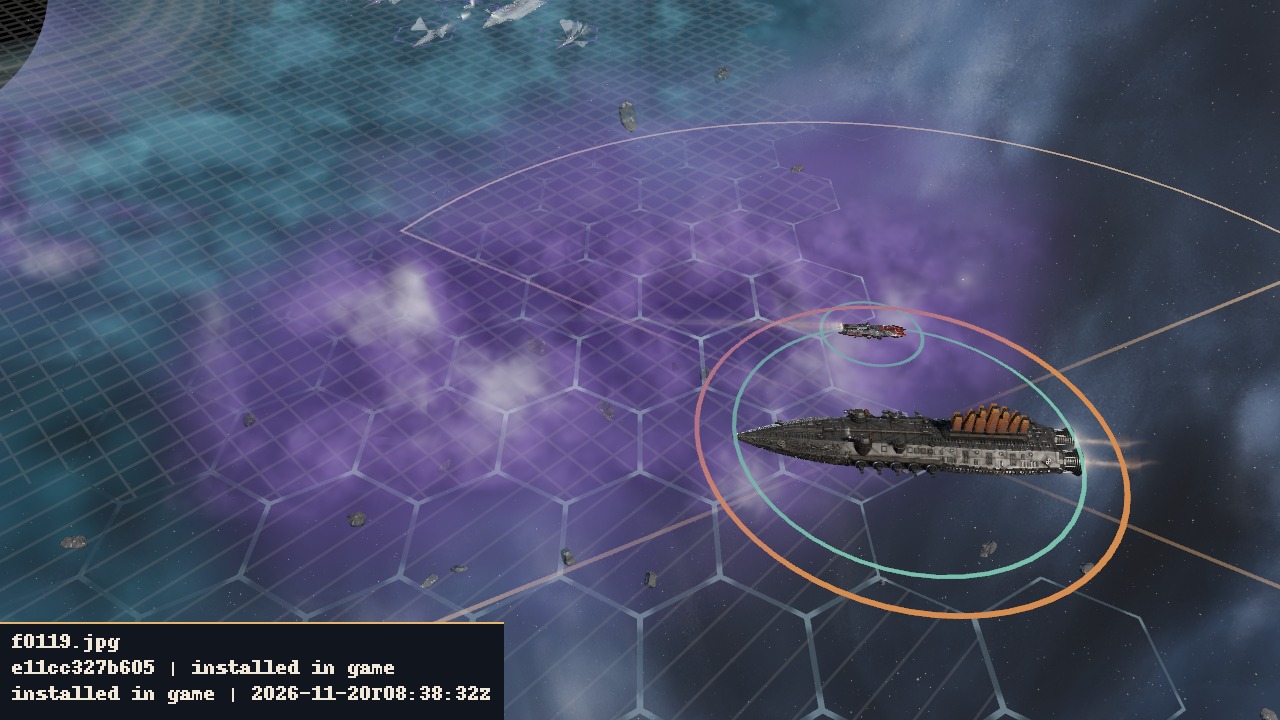 f0119.jpg
e11cc327b605 | installed in game
installed in game | 2026-11-20T08:38:32Z